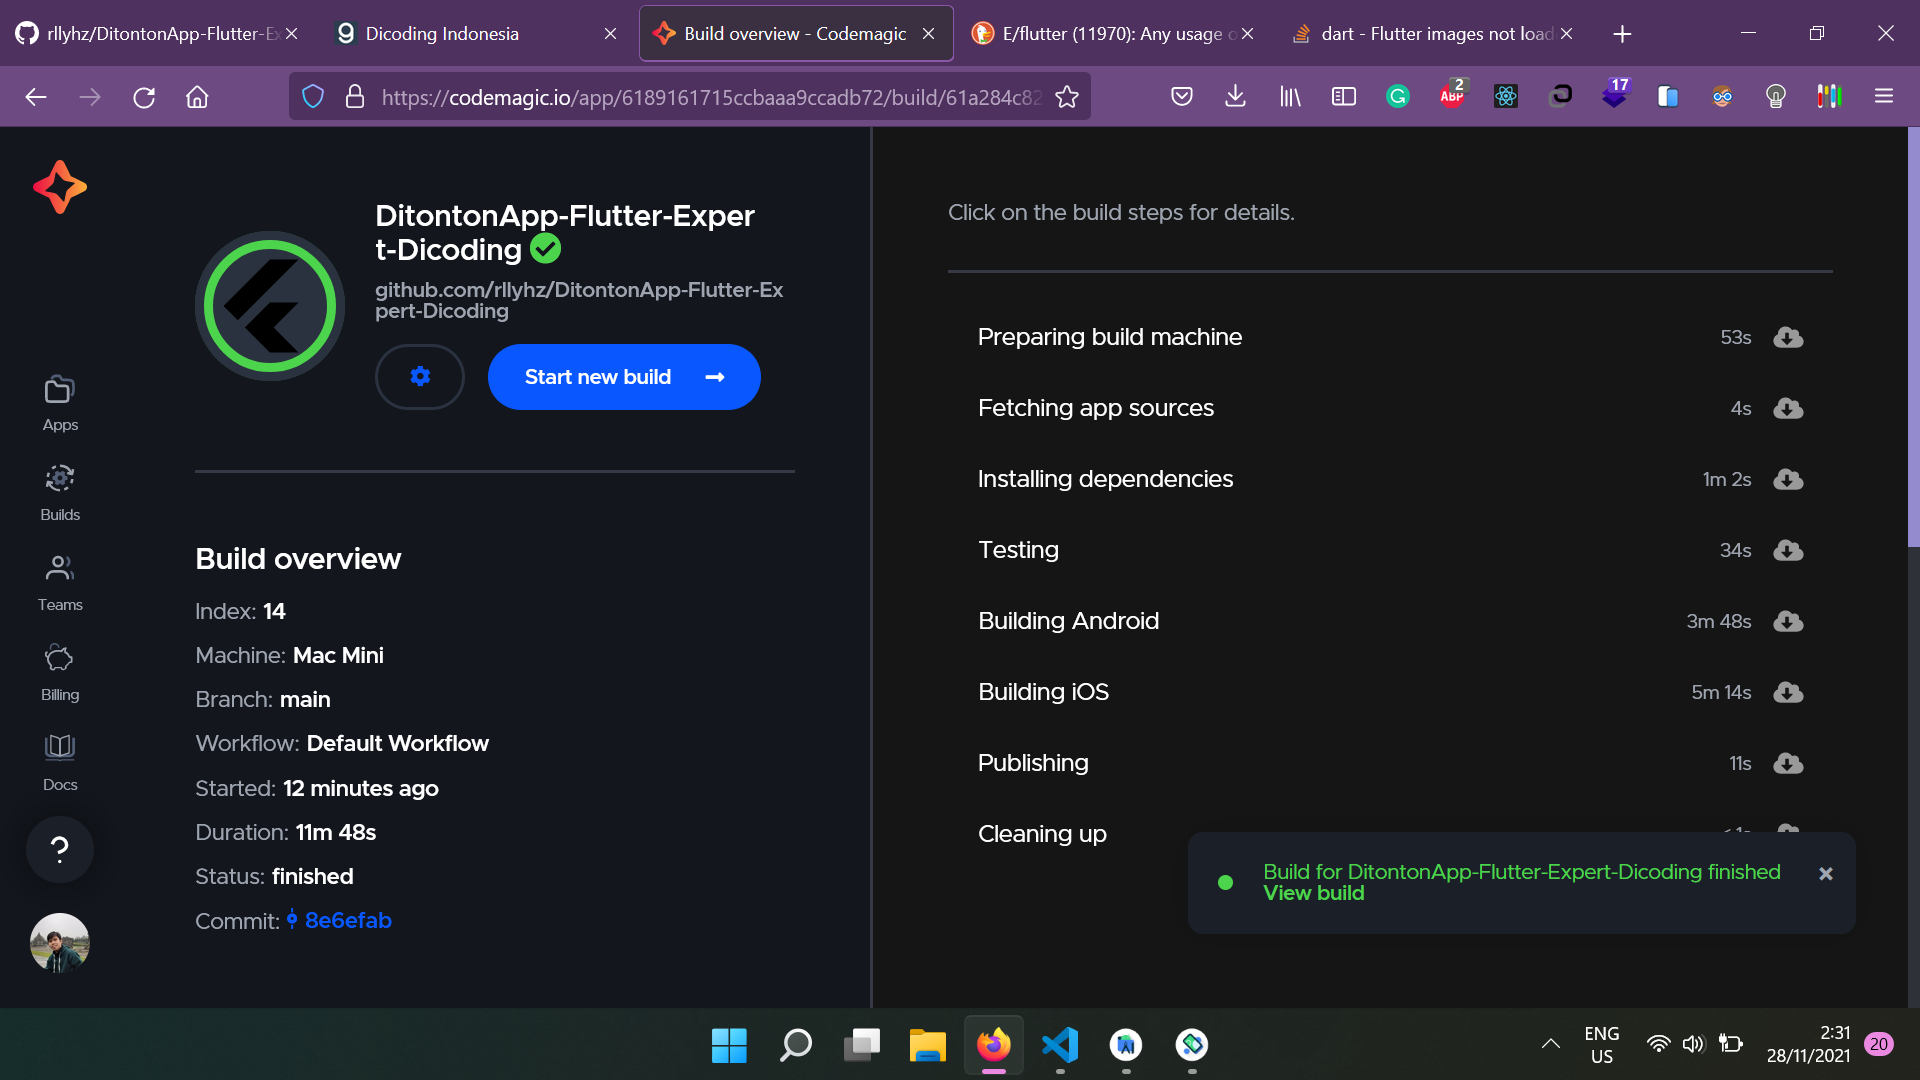 rllyhz/DitontonApp-Flutter-Ex
Dicoding Indonesia
Build overview - Codemagic
E/flutter (11970): Any usage o
dart - Flutter images not load
https://codemagic.io/app/6189161715ccbaaa9ccadb72/build/61a284c82
2
ABP
17
DitontonApp-Flutter-Exper
t-Dicoding
github.com/rllyhz/DitontonApp-Flutter-Ex
pert-Dicoding
Start new build
Apps
Builds
Teams
Billing
Docs
?
Build overview
Index: 14
Machine: Mac Mini
Branch: main
Workflow: Default Workflow
Started: 12 minutes ago
Duration: 11m 48s
Status: finished
Commit: 8e6efab
Click on the build steps for details.
Preparing build machine 53s
Fetching app sources 4s
Installing dependencies 1m 2s
Testing 34s
Building Android 3m 48s
Building iOS 5m 14s
Publishing 11s
Cleaning up
Build for DitontonApp-Flutter-Expert-Dicoding finished
View build
ENG
US
2:31
28/11/2021
20